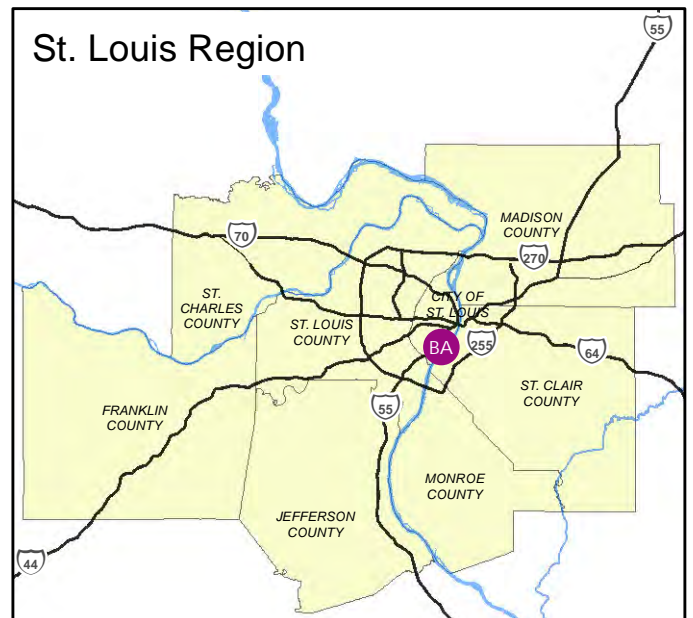 St. Louis Region
55
MADISON
COUNTY
70
270
ST.
CHARLES
COUNTY
CITY OF
ST. LOUIS
ST. LOUIS
COUNTY
BA
255
64
ST. CLAIR
COUNTY
FRANKLIN
COUNTY
55
MONROE
COUNTY
JEFFERSON
COUNTY
44